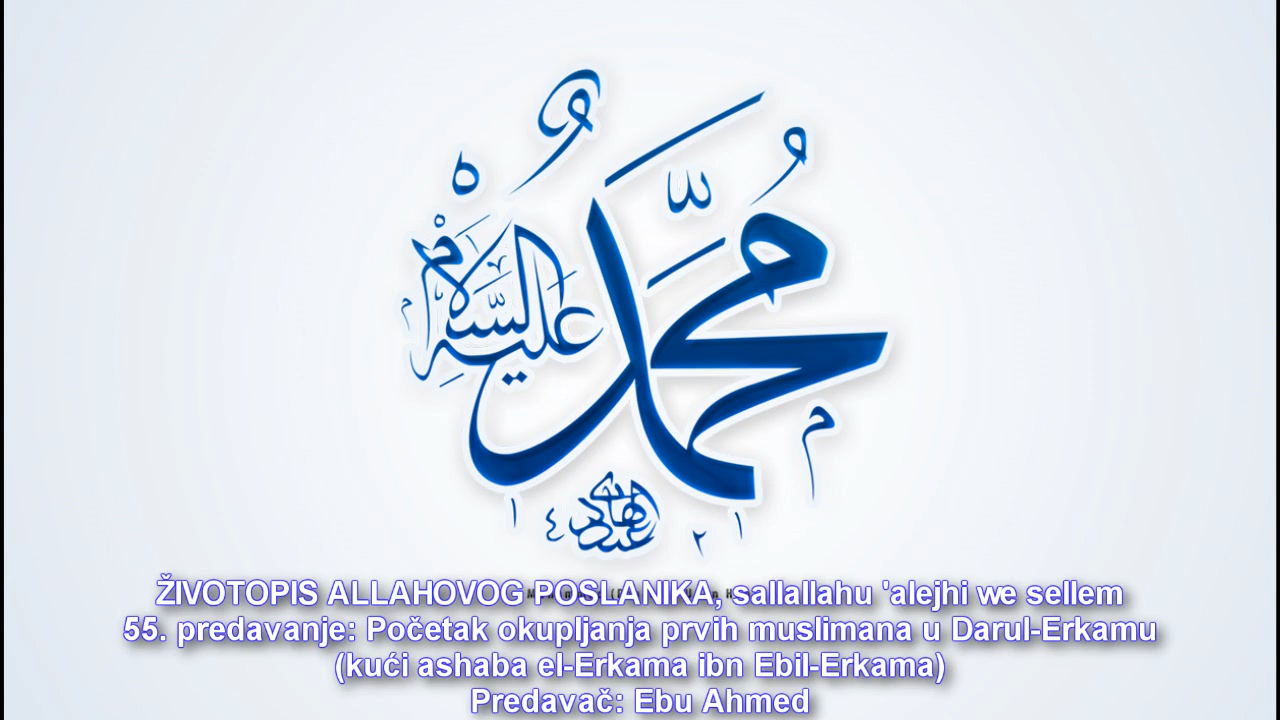 محمد
عليه السلام
١٤٢١
ŽIVOTOPIS ALLAHOVOG POSLANIKA, sallallahu 'alejhi we sellem
55. predavanje: Početak okupljanja prvih muslimana u Darul-Erkamu
(kući ashaba el-Erkama ibn Ebil-Erkama)
Predavač: Ebu Ahmed